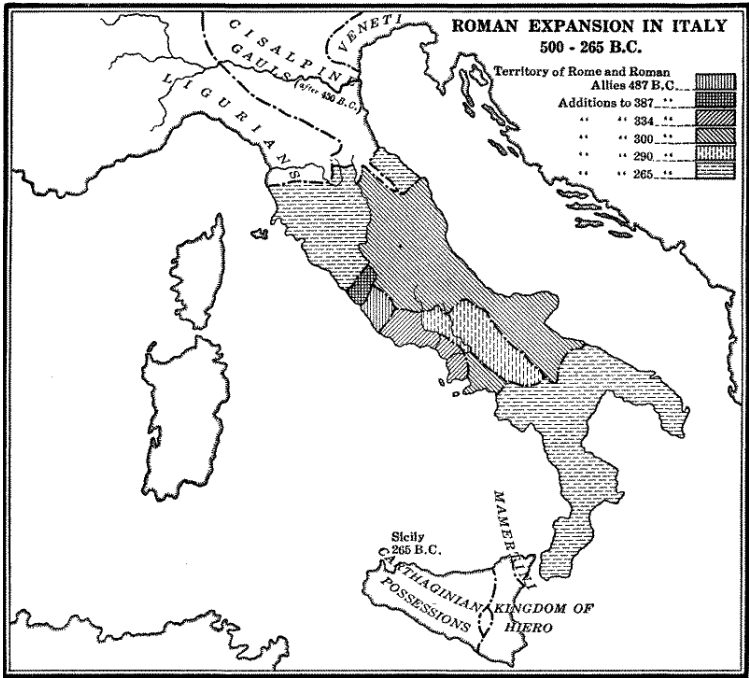 ROMAN EXPANSION IN ITALY
500 - 265 B.C.
Territory of Rome and Roman
Allies 487 B.C.
Additions to 387 "
" " 334 "
" " 300 "
" " 290 "
" " 265 "
VENETI
CISALPINE
GAULS (after 450 B.C.)
LIGURIANS
Sicily
265 B.C.
MAMERTINI
CARTHAGINIAN
POSSESSIONS
KINGDOM OF
HIERO